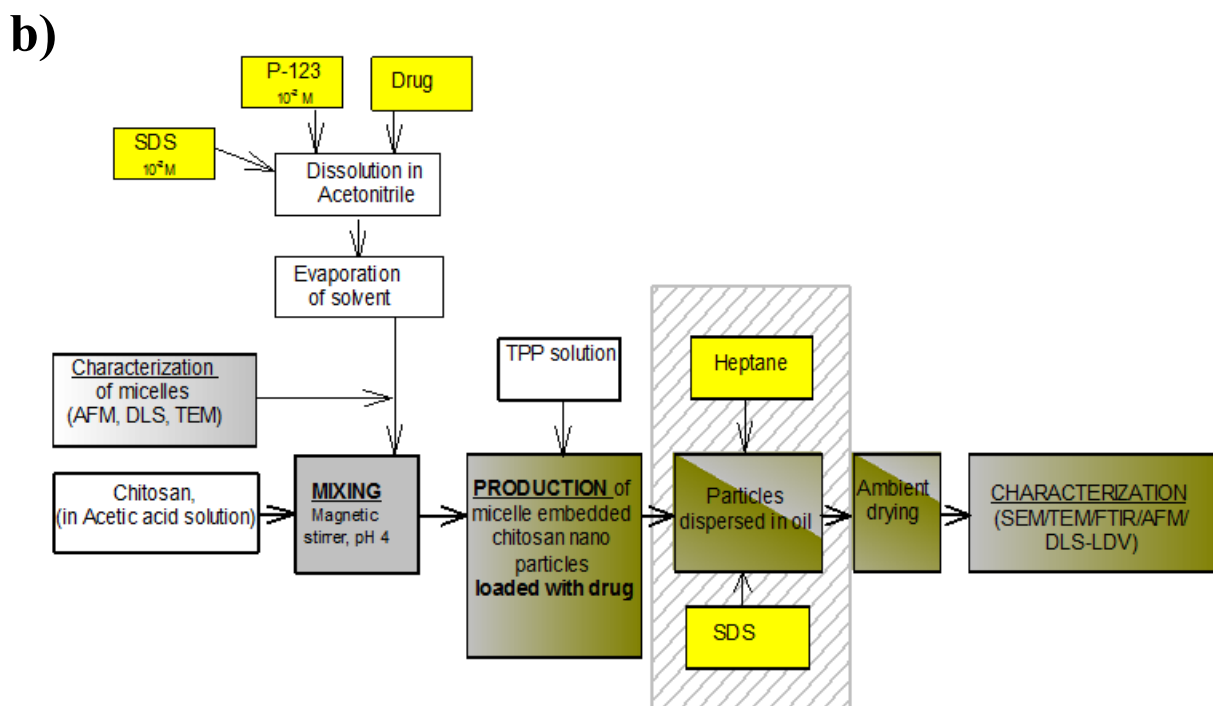 b)
P-123
10⁻² M
Drug
SDS
10⁻² M
Dissolution in
Acetonitrile
Evaporation
of solvent
Characterization
of micelles
(AFM, DLS, TEM)
TPP solution
Heptane
Chitosan,
(in Acetic acid solution)
MIXING
Magnetic
stirrer, pH 4
PRODUCTION of
micelle embedded
chitosan nano
particles
loaded with drug
Particles
dispersed in oil
Ambient
drying
CHARACTERIZATION
(SEM/TEM/FTIR/AFM/
DLS-LDV)
SDS